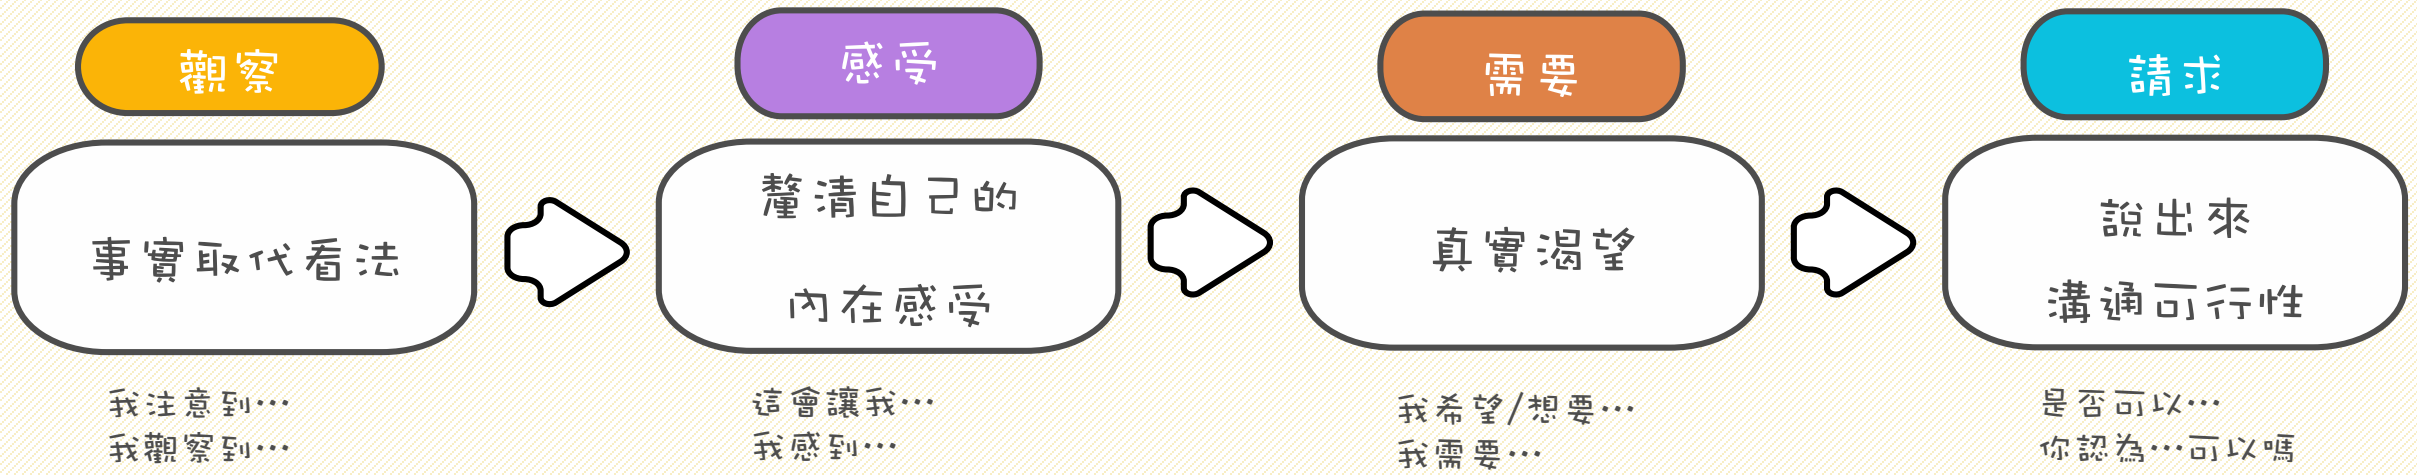 觀察
事實取代看法
我注意到…
我觀察到…
感受
釐清自己的
內在感受
這會讓我…
我感到…
需要
真實渴望
我希望/想要…
我需要…
請求
說出來
溝通可行性
是否可以…
你認為…可以嗎